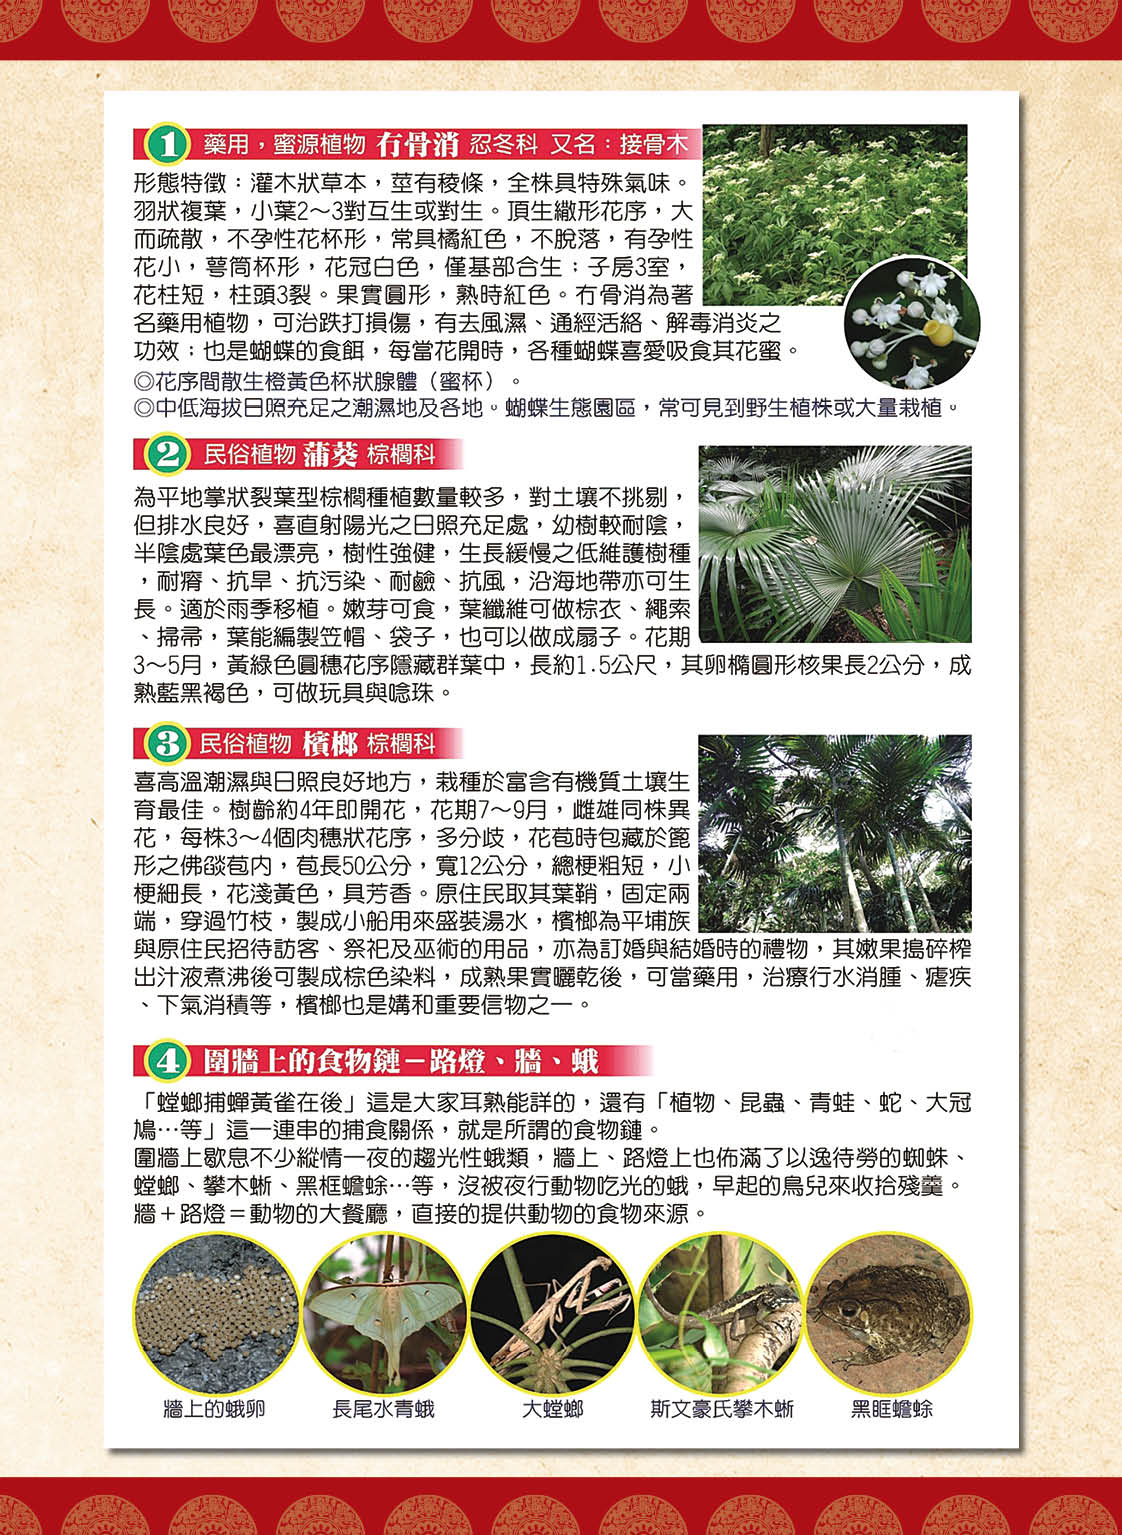 1 藥用，蜜源植物 冇骨消 忍冬科 又名：接骨木
形態特徵：灌木狀草本，莖有稜條，全株具特殊氣味。
羽狀複葉，小葉2～3對互生或對生。頂生繖形花序，大
而疏散，不孕性花杯形，常具橘紅色，不脫落，有孕性
花小，萼筒杯形，花冠白色，僅基部合生；子房3室，
花柱短，柱頭3裂。果實圓形，熟時紅色。冇骨消為著
名藥用植物，可治跌打損傷，有去風濕、通經活絡、解毒消炎之
功效；也是蝴蝶的食餌，每當花開時，各種蝴蝶喜愛吸食其花蜜。
◎花序間散生橙黃色杯狀腺體（蜜杯）。
◎中低海拔日照充足之潮濕地及各地。蝴蝶生態園區，常可見到野生植株或大量栽植。
2 民俗植物 蒲葵 棕櫚科
為平地掌狀裂葉型棕櫚種植數量較多，對土壤不挑剔，
但排水良好，喜直射陽光之日照充足處，幼樹較耐陰，
半陰處葉色最漂亮，樹性強健，生長緩慢之低維護樹種
，耐瘠、抗旱、抗污染、耐鹼、抗風，沿海地帶亦可生
長。適於雨季移植。嫩芽可食，葉纖維可做棕衣、繩索
、掃帚，葉能編製笠帽、袋子，也可以做成扇子。花期
3～5月，黃綠色圓穗花序隱藏群葉中，長約1.5公尺，其卵橢圓形核果長2公分，成
熟藍黑褐色，可做玩具與唸珠。
3 民俗植物 檳榔 棕櫚科
喜高溫潮濕與日照良好地方，栽種於富含有機質土壤生
育最佳。樹齡約4年即開花，花期7～9月，雌雄同株異
花，每株3～4個肉穗狀花序，多分歧，花苞時包藏於篦
形之佛燄苞內，苞長50公分，寬12公分，總梗粗短，小
梗細長，花淺黃色，具芳香。原住民取其葉鞘，固定兩
端，穿過竹枝，製成小船用來盛裝湯水，檳榔為平埔族
與原住民招待訪客、祭祀及巫術的用品，亦為訂婚與結婚時的禮物，其嫩果搗碎榨
出汁液煮沸後可製成棕色染料，成熟果實曬乾後，可當藥用，治療行水消腫、瘧疾
、下氣消積等，檳榔也是媾和重要信物之一。
4 圍牆上的食物鏈－路燈、牆、蛾
「螳螂捕蟬黃雀在後」這是大家耳熟能詳的，還有「植物、昆蟲、青蛙、蛇、大冠
鳩…等」這一連串的捕食關係，就是所謂的食物鏈。
圍牆上歇息不少縱情一夜的趨光性蛾類，牆上、路燈上也佈滿了以逸待勞的蜘蛛、
螳螂、攀木蜥、黑框蟾蜍…等，沒被夜行動物吃光的蛾，早起的鳥兒來收拾殘羹。
牆＋路燈＝動物的大餐廳，直接的提供動物的食物來源。
牆上的蛾卵
長尾水青蛾
大螳螂
斯文豪氏攀木蜥
黑眶蟾蜍